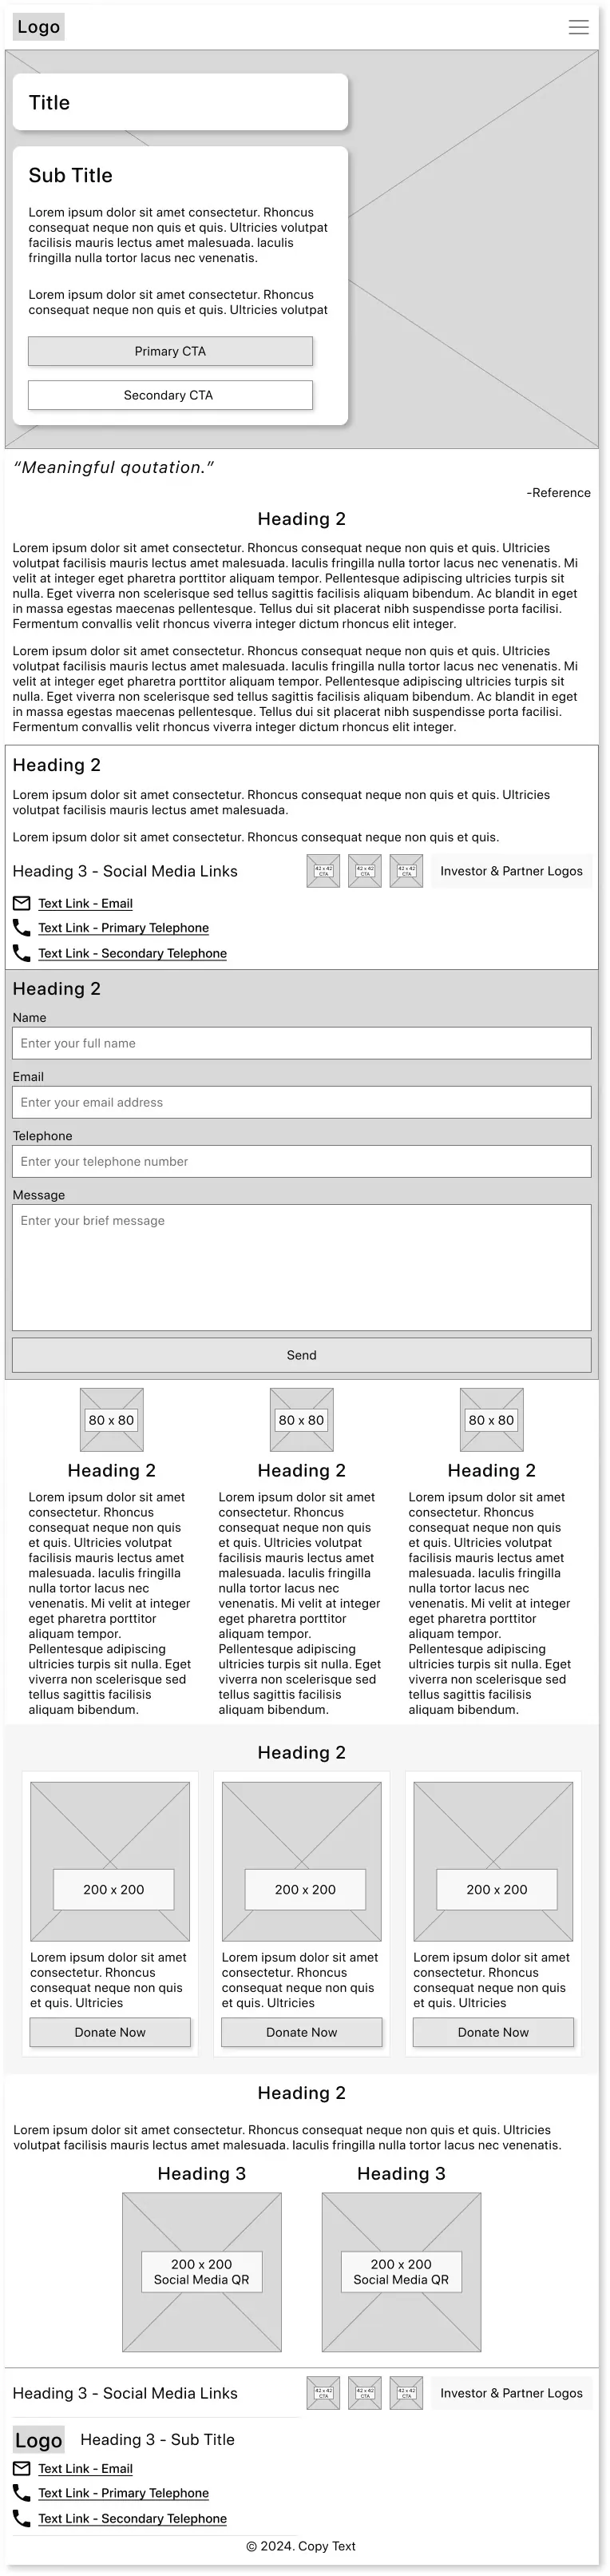 Logo
Title
Sub Title
Lorem ipsum dolor sit amet consectetur. Rhoncus
consequat neque non quis et quis. Ultricies volutpat
facilisis mauris lectus amet malesuada. Iaculis
fringilla nulla tortor lacus nec venenatis.
Lorem ipsum dolor sit amet consectetur. Rhoncus
consequat neque non quis et quis. Ultricies volutpat
Primary CTA
Secondary CTA
“Meaningful qoutation.”
-Reference
Heading 2
Lorem ipsum dolor sit amet consectetur. Rhoncus consequat neque non quis et quis. Ultricies
volutpat facilisis mauris lectus amet malesuada. Iaculis fringilla nulla tortor lacus nec venenatis. Mi
velit at integer eget pharetra porttitor aliquam tempor. Pellentesque adipiscing ultricies turpis sit
nulla. Eget viverra non scelerisque sed tellus sagittis facilisis aliquam bibendum. Ac blandit in eget
in massa egestas maecenas pellentesque. Tellus dui sit placerat nibh suspendisse porta facilisi.
Fermentum convallis velit rhoncus viverra integer dictum rhoncus elit integer.
Lorem ipsum dolor sit amet consectetur. Rhoncus consequat neque non quis et quis. Ultricies
volutpat facilisis mauris lectus amet malesuada. Iaculis fringilla nulla tortor lacus nec venenatis. Mi
velit at integer eget pharetra porttitor aliquam tempor. Pellentesque adipiscing ultricies turpis sit
nulla. Eget viverra non scelerisque sed tellus sagittis facilisis aliquam bibendum. Ac blandit in eget
in massa egestas maecenas pellentesque. Tellus dui sit placerat nibh suspendisse porta facilisi.
Fermentum convallis velit rhoncus viverra integer dictum rhoncus elit integer.
Heading 2
Lorem ipsum dolor sit amet consectetur. Rhoncus consequat neque non quis et quis. Ultricies
volutpat facilisis mauris lectus amet malesuada.
Lorem ipsum dolor sit amet consectetur. Rhoncus consequat neque non quis et quis.
Heading 3 - Social Media Links
42 x 42
CTA
42 x 42
CTA
42 x 42
CTA
Investor & Partner Logos
Text Link - Email
Text Link - Primary Telephone
Text Link - Secondary Telephone
Heading 2
Name
Enter your full name
Email
Enter your email address
Telephone
Enter your telephone number
Message
Enter your brief message
Send
80 x 80
Heading 2
Lorem ipsum dolor sit amet
consectetur. Rhoncus
consequat neque non quis
et quis. Ultricies volutpat
facilisis mauris lectus amet
malesuada. Iaculis fringilla
nulla tortor lacus nec
venenatis. Mi velit at integer
eget pharetra porttitor
aliquam tempor.
Pellentesque adipiscing
ultricies turpis sit nulla. Eget
viverra non scelerisque sed
tellus sagittis facilisis
aliquam bibendum.
80 x 80
Heading 2
Lorem ipsum dolor sit amet
consectetur. Rhoncus
consequat neque non quis
et quis. Ultricies volutpat
facilisis mauris lectus amet
malesuada. Iaculis fringilla
nulla tortor lacus nec
venenatis. Mi velit at integer
eget pharetra porttitor
aliquam tempor.
Pellentesque adipiscing
ultricies turpis sit nulla. Eget
viverra non scelerisque sed
tellus sagittis facilisis
aliquam bibendum.
80 x 80
Heading 2
Lorem ipsum dolor sit amet
consectetur. Rhoncus
consequat neque non quis
et quis. Ultricies volutpat
facilisis mauris lectus amet
malesuada. Iaculis fringilla
nulla tortor lacus nec
venenatis. Mi velit at integer
eget pharetra porttitor
aliquam tempor.
Pellentesque adipiscing
ultricies turpis sit nulla. Eget
viverra non scelerisque sed
tellus sagittis facilisis
aliquam bibendum.
Heading 2
200 x 200
Lorem ipsum dolor sit amet
consectetur. Rhoncus
consequat neque non quis
et quis. Ultricies
Donate Now
200 x 200
Lorem ipsum dolor sit amet
consectetur. Rhoncus
consequat neque non quis
et quis. Ultricies
Donate Now
200 x 200
Lorem ipsum dolor sit amet
consectetur. Rhoncus
consequat neque non quis
et quis. Ultricies
Donate Now
Heading 2
Lorem ipsum dolor sit amet consectetur. Rhoncus consequat neque non quis et quis. Ultricies
volutpat facilisis mauris lectus amet malesuada. Iaculis fringilla nulla tortor lacus nec venenatis.
Heading 3
200 x 200
Social Media QR
Heading 3
200 x 200
Social Media QR
Heading 3 - Social Media Links
42 x 42
CTA
42 x 42
CTA
42 x 42
CTA
Investor & Partner Logos
Logo
Heading 3 - Sub Title
Text Link - Email
Text Link - Primary Telephone
Text Link - Secondary Telephone
© 2024. Copy Text